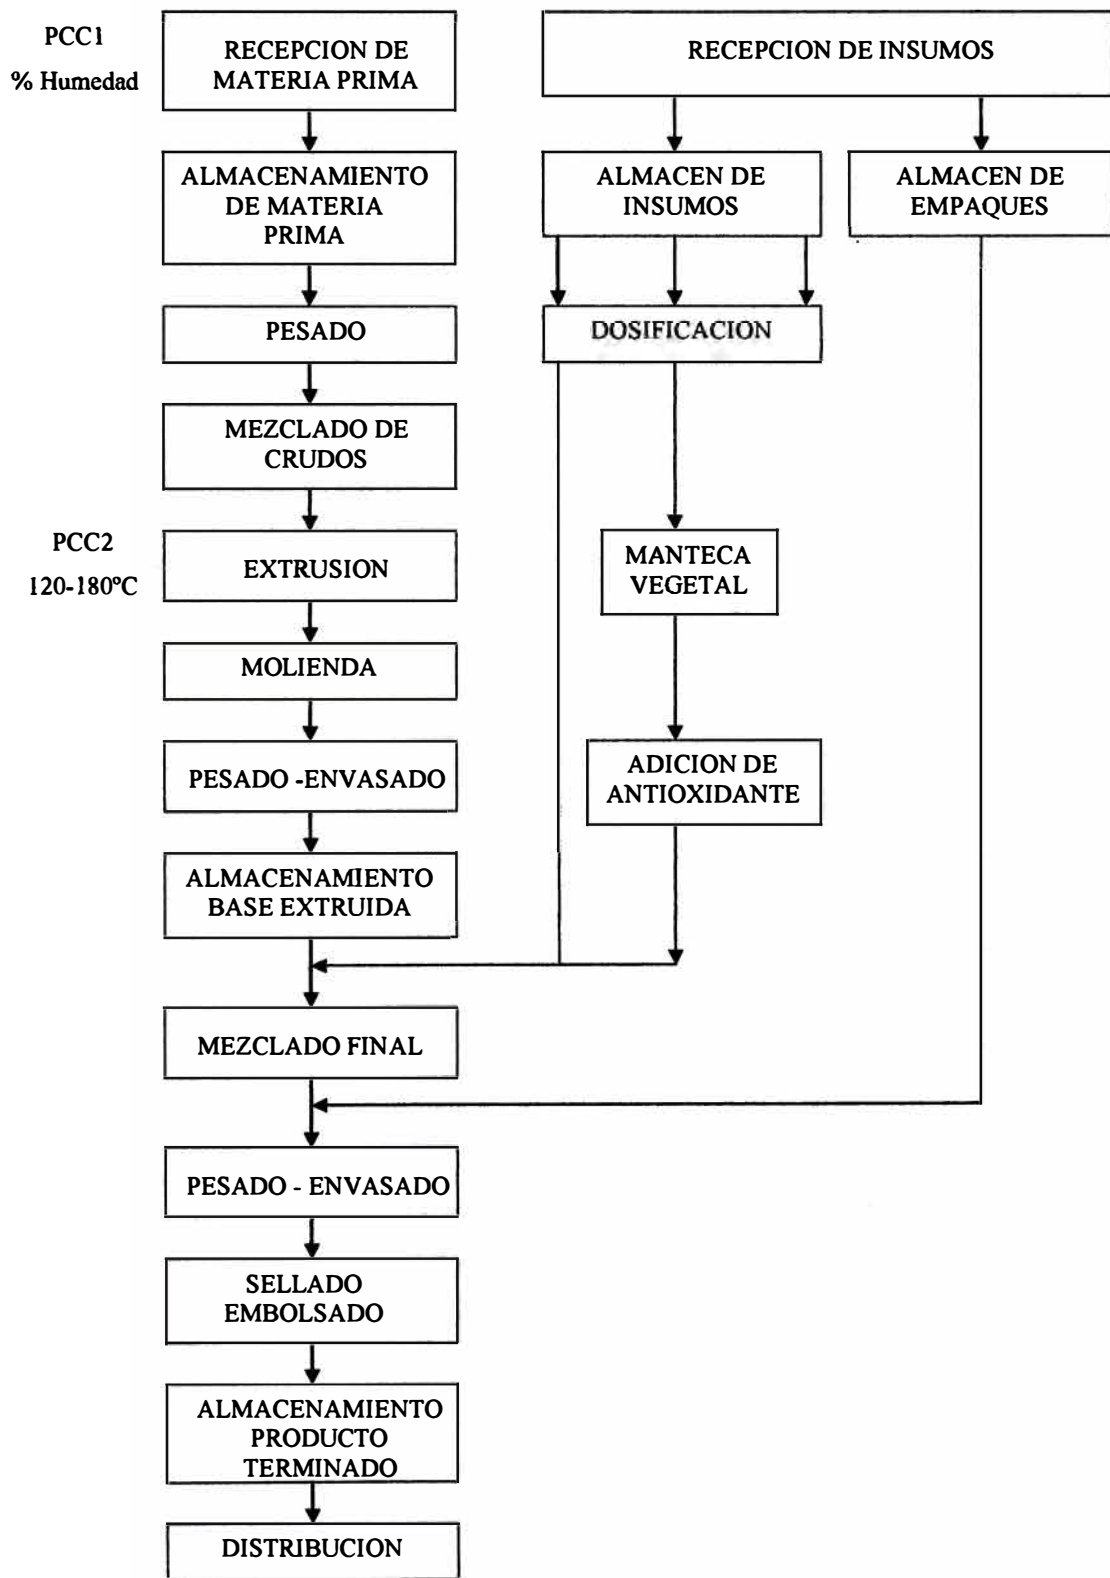 PCC1
% Humedad
RECEPCION DE
MATERIA PRIMA
RECEPCION DE INSUMOS
ALMACENAMIENTO
DE MATERIA
PRIMA
ALMACEN DE
INSUMOS
ALMACEN DE
EMPAQUES
PESADO
DOSIFICACION
MEZCLADO DE
CRUDOS
PCC2
120-180ºC
EXTRUSION
MANTECA
VEGETAL
MOLIENDA
PESADO -ENVASADO
ADICION DE
ANTIOXIDANTE
ALMACENAMIENTO
BASE EXTRUIDA
MEZCLADO FINAL
PESADO - ENVASADO
SELLADO
EMBOLSADO
ALMACENAMIENTO
PRODUCTO
TERMINADO
DISTRIBUCION